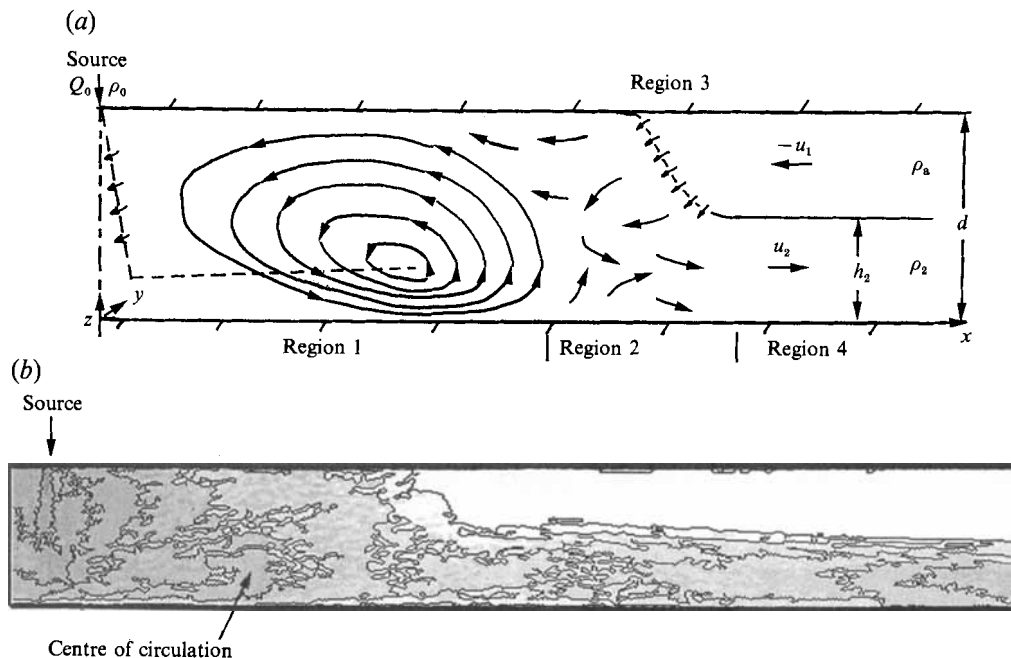 (a)
Source
Q₀ ρ₀
Region 3
−u₁
ρₐ
d
u₂
h₂
ρ₂
y
z
x
Region 1
Region 2
Region 4
(b)
Source
Centre of circulation